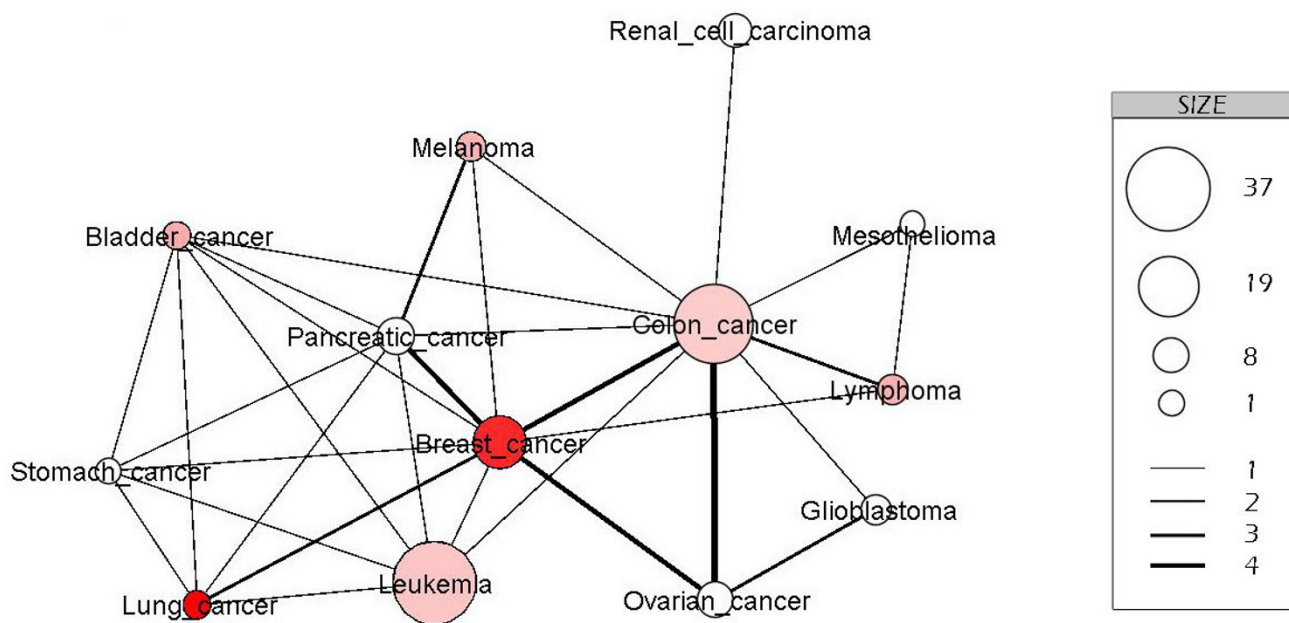 Renal_cell_carcinoma
Melanoma
Bladder_cancer
Mesothelioma
Pancreatic_cancer
Colon_cancer
Lymphoma
Breast_cancer
Stomach_cancer
Glioblastoma
Leukemia
Ovarian_cancer
Lung_cancer
SIZE
37
19
8
1
1
2
3
4